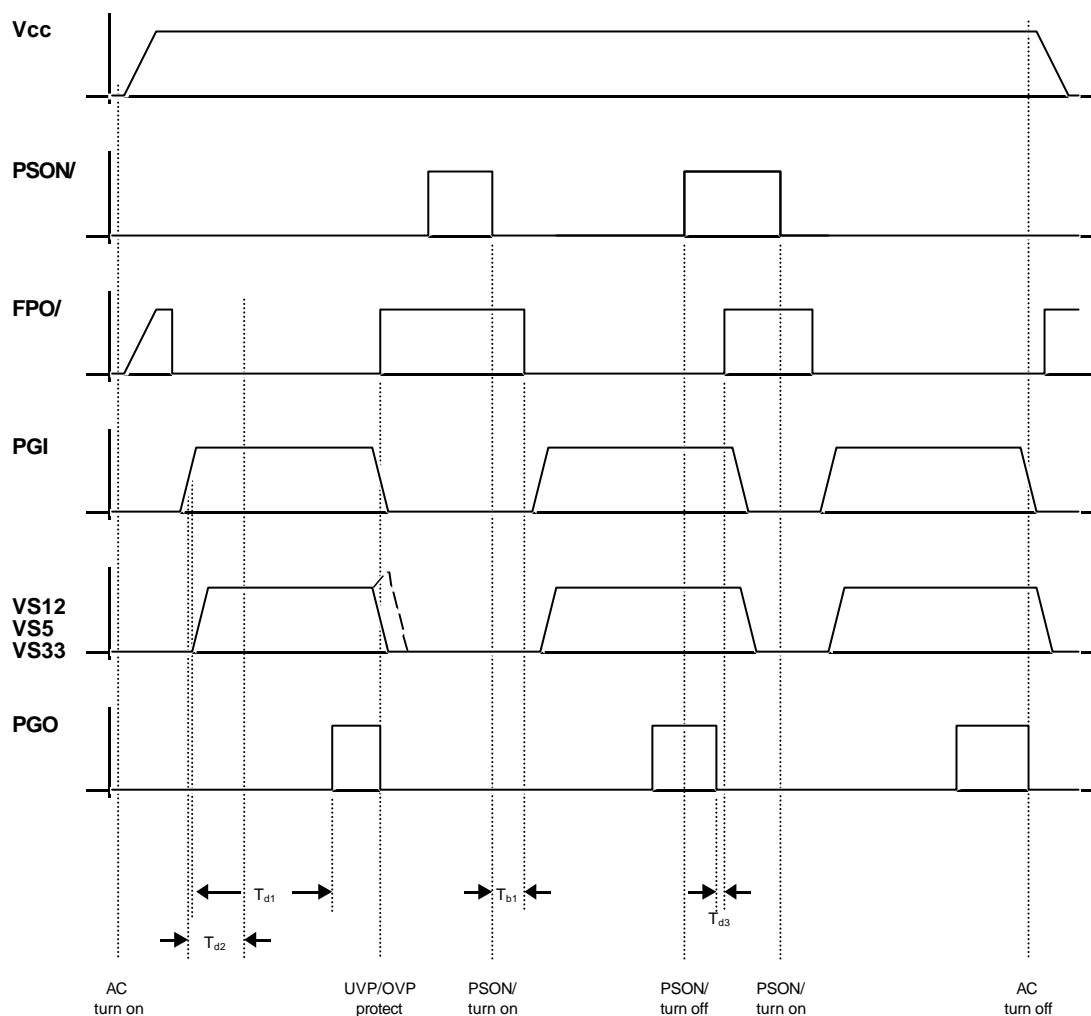 Vcc
PSON/
FPO/
PGI
VS12
VS5
VS33
PGO
Td1
Tb1
Td3
Td2
AC
turn on
UVP/OVP
protect
PSON/
turn on
PSON/
turn off
PSON/
turn on
AC
turn off